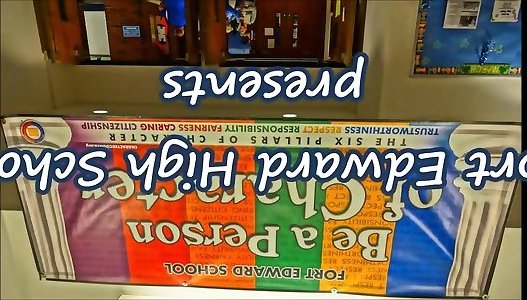 FORT EDWARD SCHOOL
Be a Person
of Character
ort Edward High Scho
THE SIX PILLARS OF CHARACTER
TRUSTWORTHINESS RESPECT RESPONSIBILITY FAIRNESS CARING CITIZENSHIP
presents